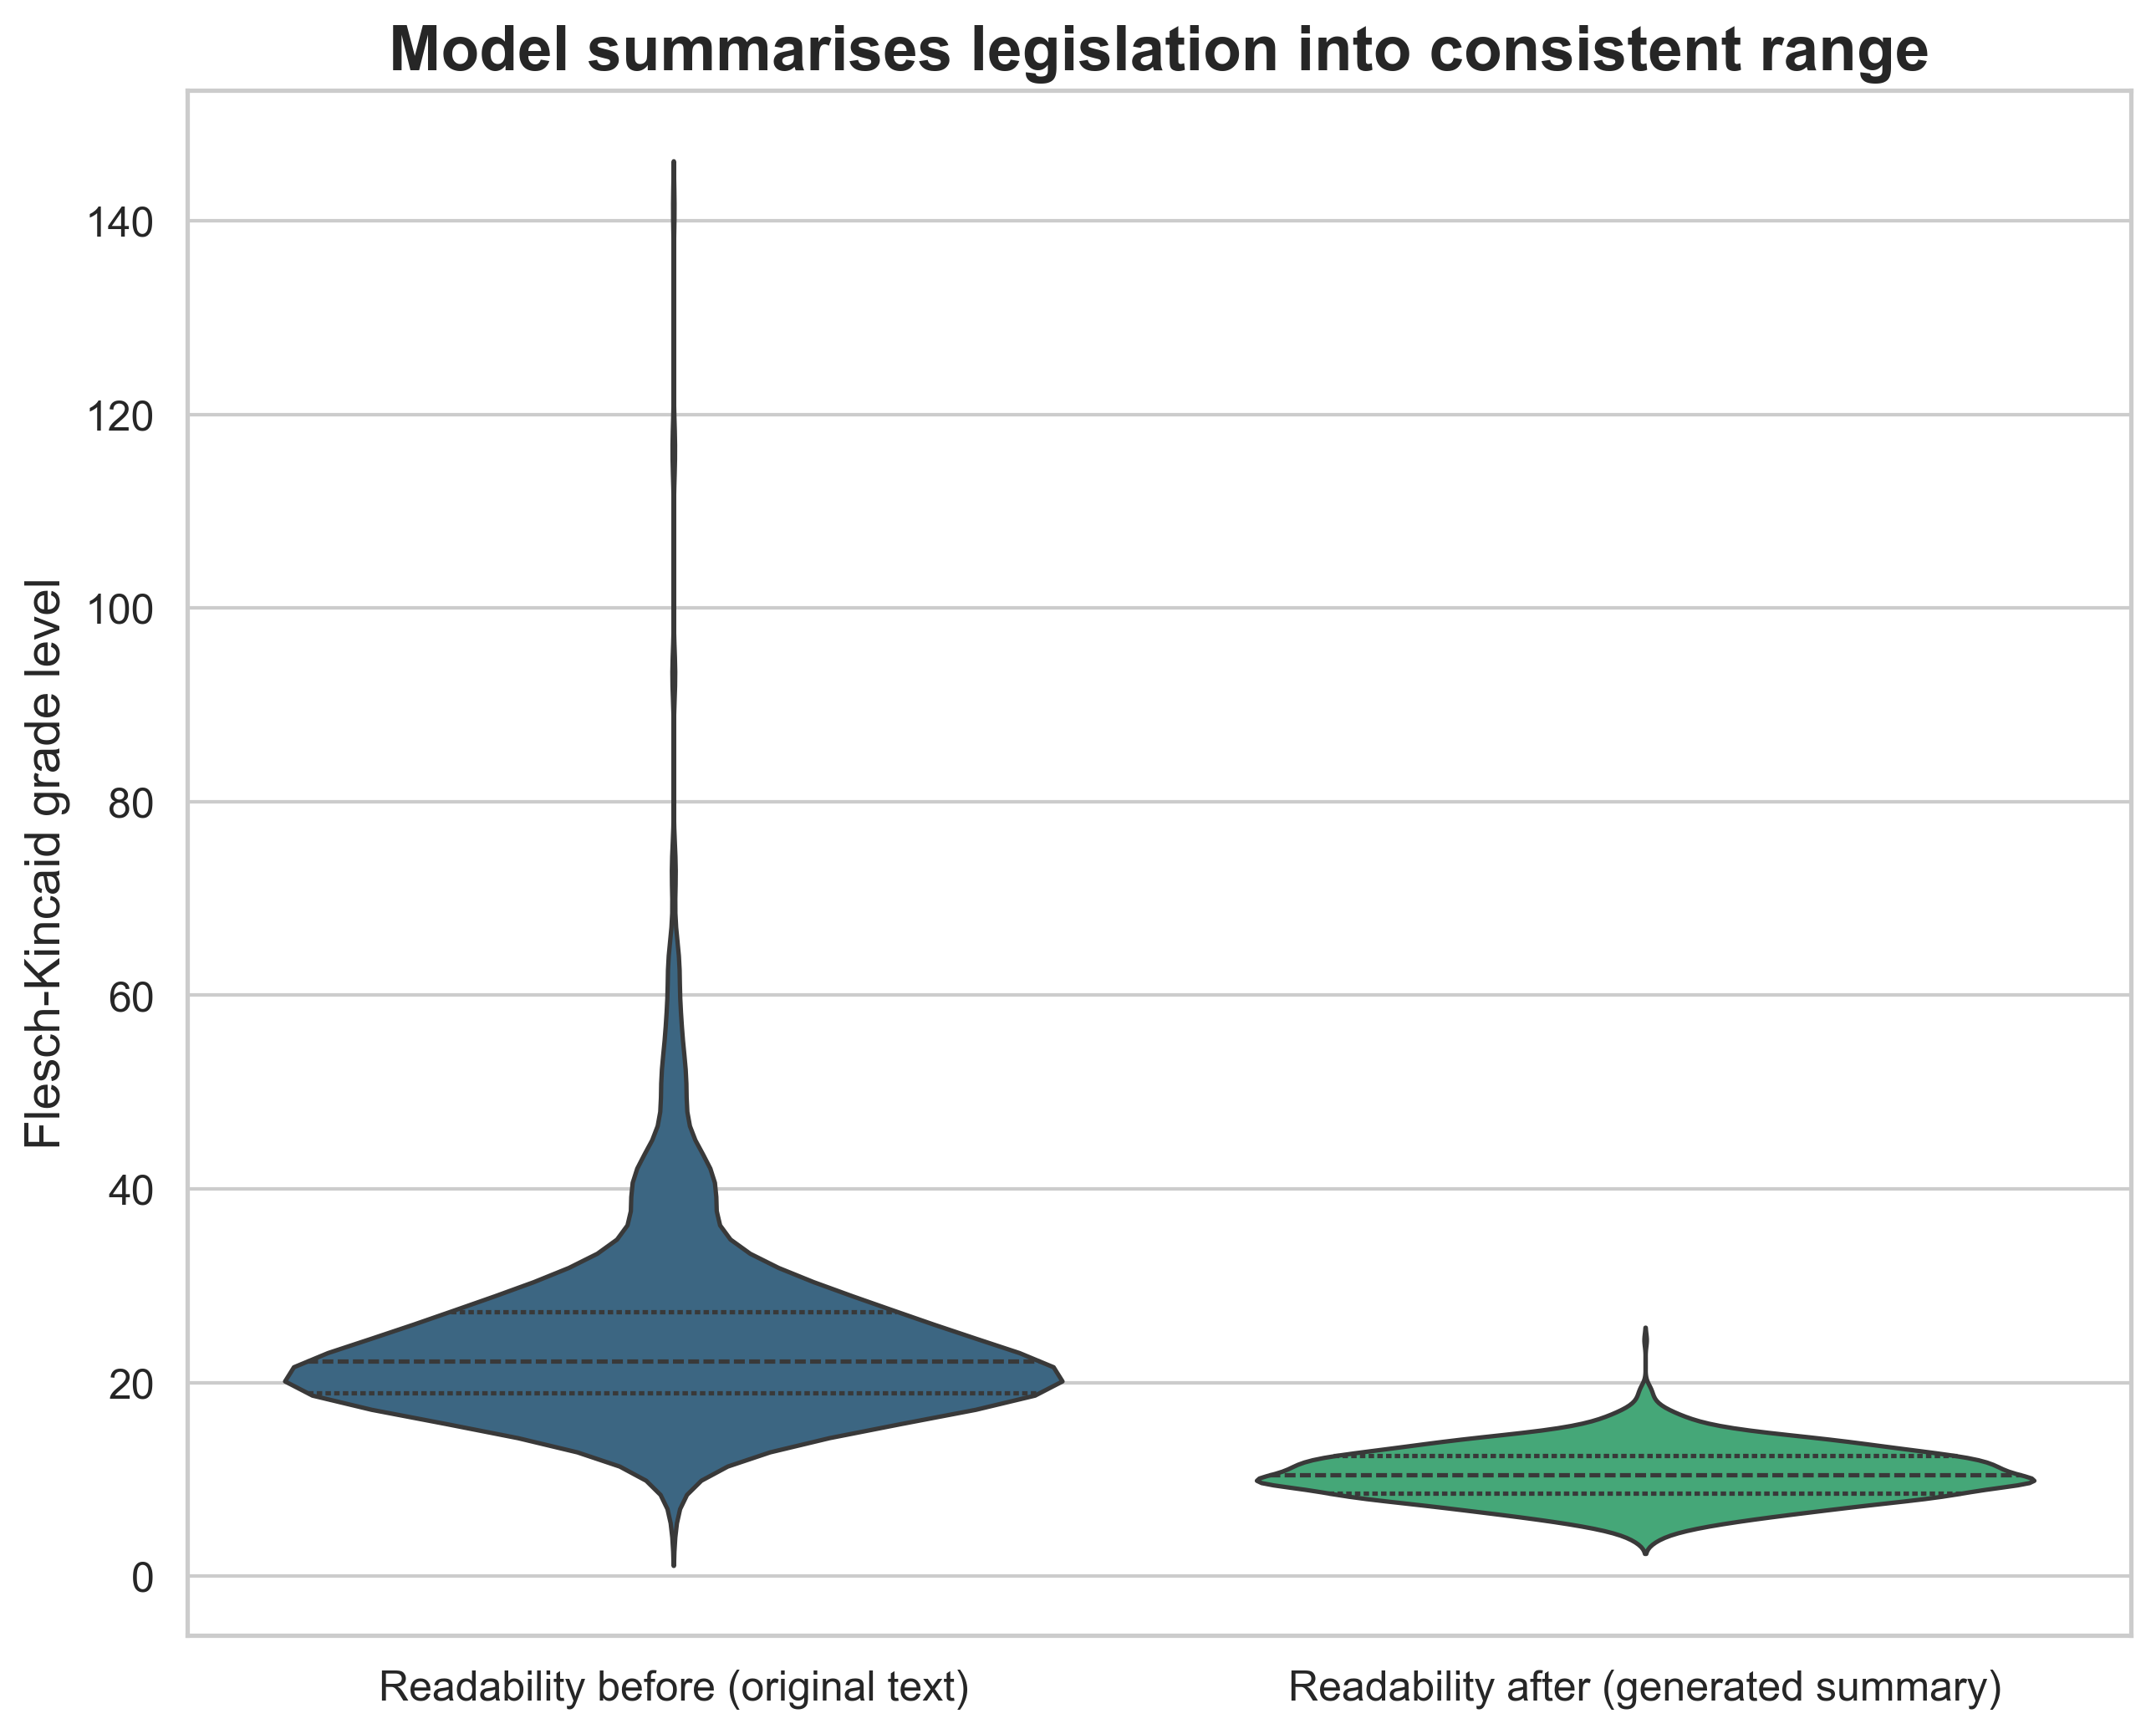 Model summarises legislation into consistent range
Flesch-Kincaid grade level
140
120
100
80
60
40
20
0
Readability before (original text)
Readability after (generated summary)